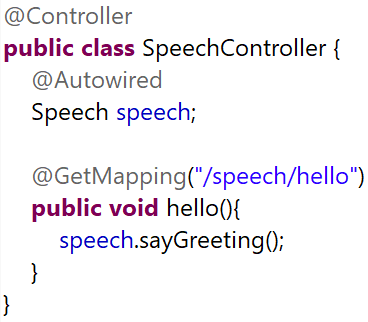 @Controller
public class SpeechController {
@Autowired
Speech speech;
@GetMapping("/speech/hello")
public void hello(){
speech.sayGreeting();
}
}